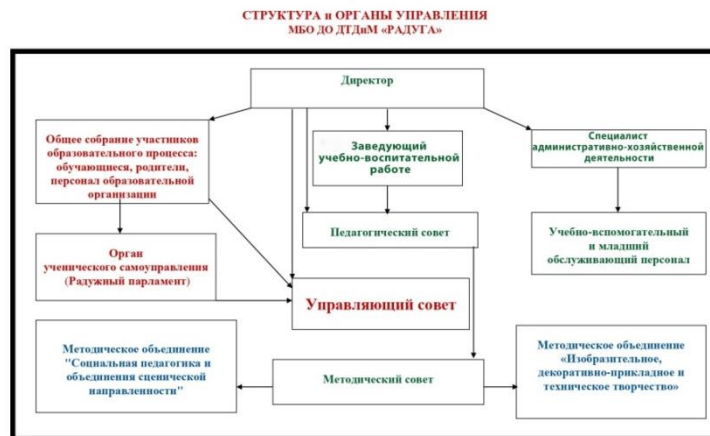 СТРУКТУРА и ОРГАНЫ УПРАВЛЕНИЯ
МБО ДО ДТДиМ «РАДУГА»
Директор
Общее собрание участников
образовательного процесса:
обучающиеся, родители,
персонал образовательной
организации
Заведующий
учебно-воспитательной
работе
Специалист
административно-хозяйственной
деятельности
Педагогический совет
Учебно-вспомогательный
и младший
обслуживающий персонал
Орган
ученического самоуправления
(Радужный парламент)
Управляющий совет
Методическое объединение
"Социальная педагогика и
объединения сценической
направленности"
Методический совет
Методическое объединение
«Изобразительное,
декоративно-прикладное и
техническое творчество»